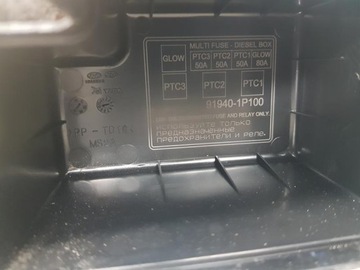 MULTI FUSE - DIESEL BOX
GLOW
PTC3 50A
PTC2 50A
PTC1 50A
GLOW 80A
PTC3
PTC2
PTC1
91940-1P100
USE AND RELAY ONLY.
ТОЛЬКО
предназначенные
предохранители и реле.